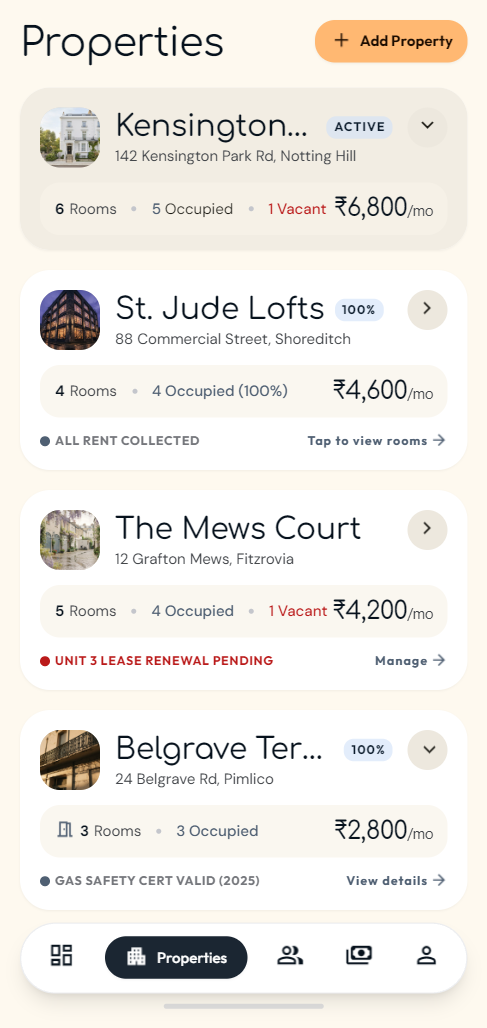 Properties
Add Property
Kensington... ACTIVE
142 Kensington Park Rd, Notting Hill
6 Rooms • 5 Occupied • 1 Vacant ₹6,800/mo
St. Jude Lofts 100%
88 Commercial Street, Shoreditch
4 Rooms • 4 Occupied (100%) ₹4,600/mo
ALL RENT COLLECTED Tap to view rooms →
The Mews Court
12 Grafton Mews, Fitzrovia
5 Rooms • 4 Occupied • 1 Vacant ₹4,200/mo
UNIT 3 LEASE RENEWAL PENDING Manage →
Belgrave Ter... 100%
24 Belgrave Rd, Pimlico
3 Rooms • 3 Occupied ₹2,800/mo
GAS SAFETY CERT VALID (2025) View details →
Properties